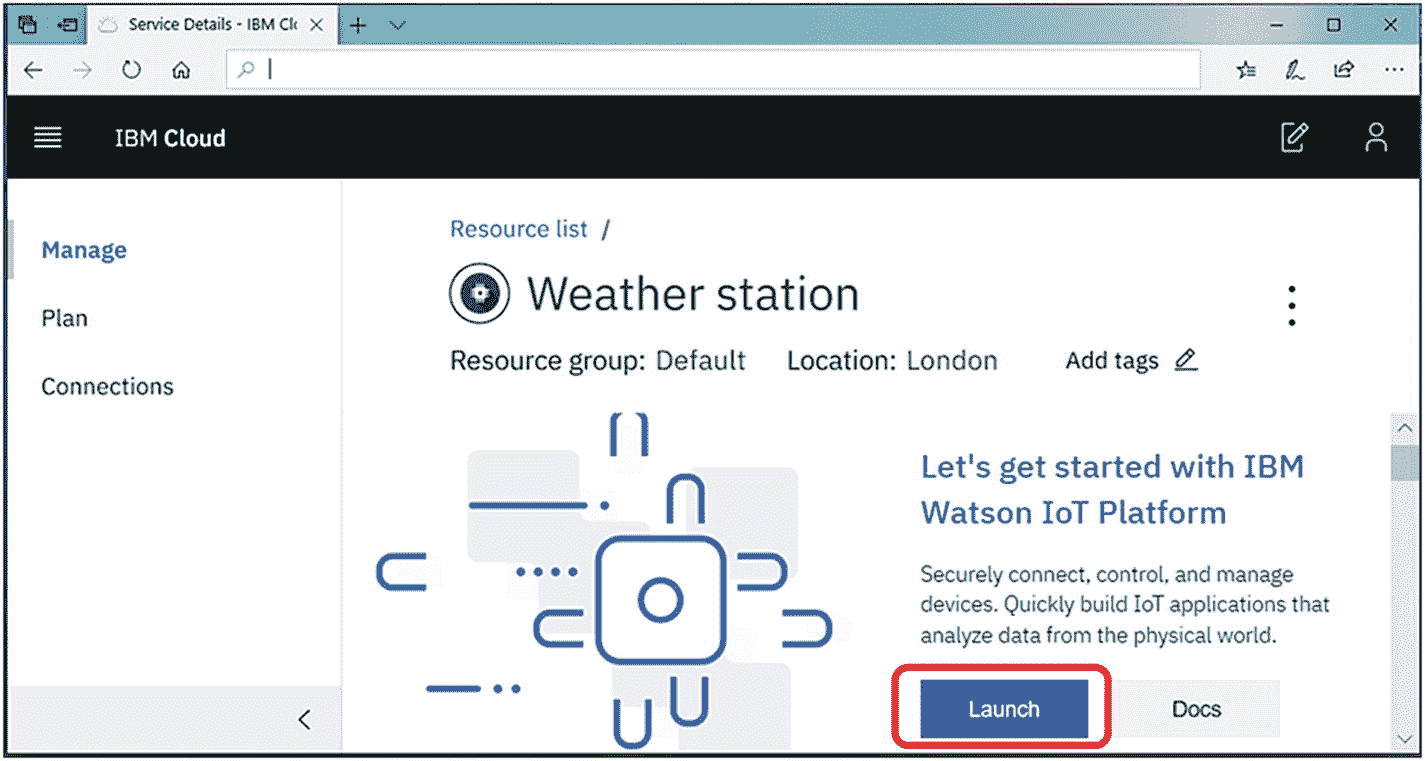 Service Details - IBM Clo
IBM Cloud
Manage
Plan
Connections
Resource list /
Weather station
Resource group: Default Location: London Add tags
Let's get started with IBM
Watson IoT Platform
Securely connect, control, and manage
devices. Quickly build IoT applications that
analyze data from the physical world.
Launch Docs